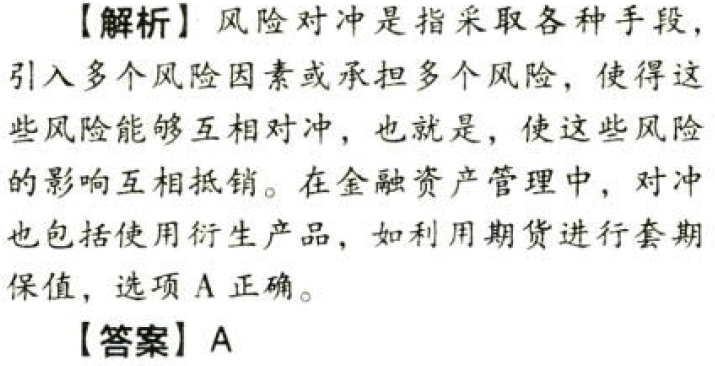 【解析】风险对冲是指采取各种手段，
引入多个风险因素或承担多个风险，使得这
些风险能够互相对冲，也就是，使这些风险
的影响互相抵销。在金融资产管理中，对冲
也包括使用衍生产品，如利用期货进行套期
保值，选项 A 正确。
【答案】A